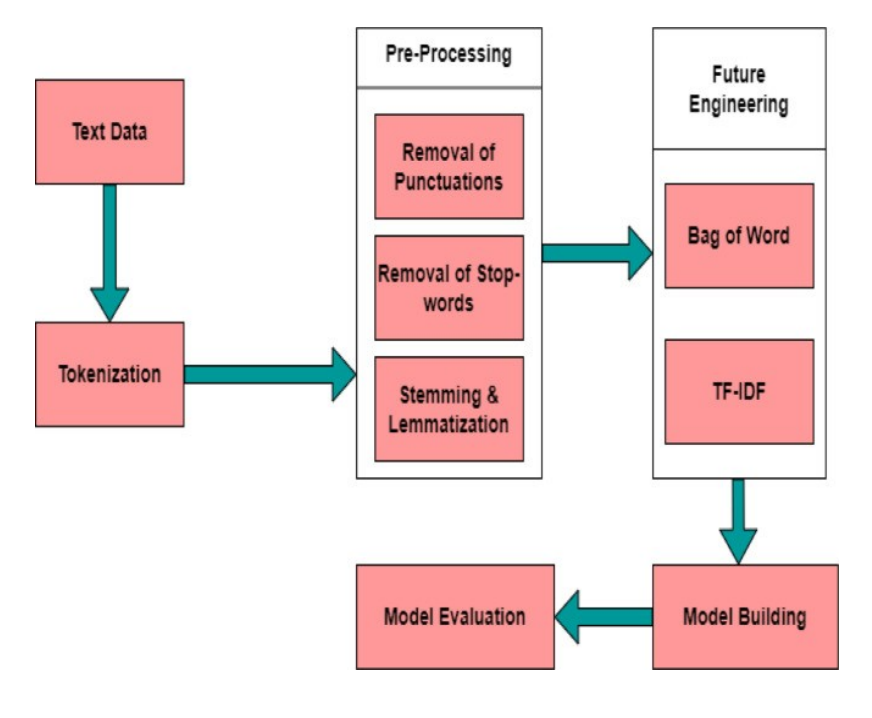 Text Data
Tokenization
Pre-Processing
Removal of
Punctuations
Removal of Stop-
words
Stemming &
Lemmatization
Future
Engineering
Bag of Word
TF-IDF
Model Building
Model Evaluation